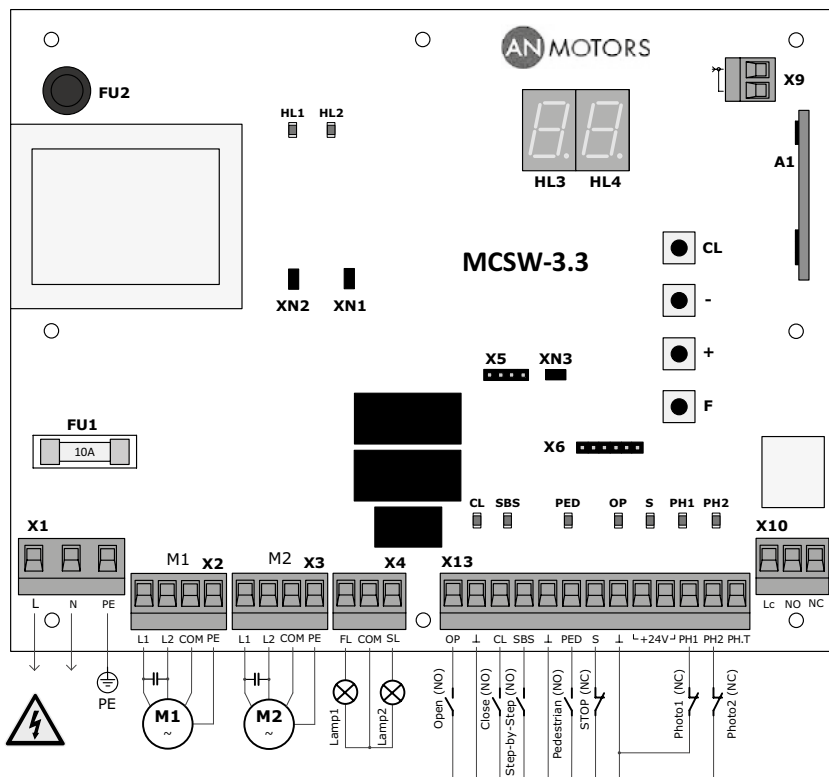 AN MOTORS
FU2
X9
HL1 HL2
A1
HL3 HL4
MCSW-3.3
CL
-
XN2 XN1
+
X5 XN3
F
FU1
10A
X6
CL SBS PED OP S PH1 PH2
X1
M1 X2 M2 X3 X4 X13 X10
L N PE
L1 L2 COM PE L1 L2 COM PE FL COM SL OP ⊥ CL SBS ⊥ PED S ⊥ +24V PH1 PH2 PH.T Lc NO NC
PE
M1
~
M2
~
Lamp1
Lamp2
Open (NO)
Close (NO)
Step-by-Step (NO)
Pedestrian (NO)
STOP (NC)
Photo1 (NC)
Photo2 (NC)